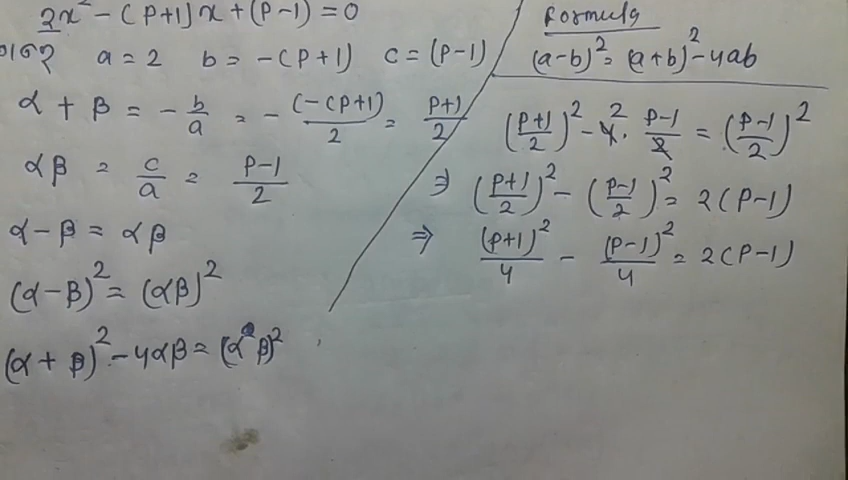 2x² - (P+1)x + (P-1) = 0
a = 2 b = -(P+1) c = (P-1)
α + β = -b/a = -(-(P+1)/2 = P+1/2
αβ = c/a = P-1/2
α - β = αβ
(α-β)² = (αβ)²
(α + β)² - 4αβ = (αβ)²
Formula
(a-b)² = (a+b)² - 4ab
(P+1/2)² - 4². P-1/2 = (P-1/2)²
⇒ (P+1/2)² - (P-1/2)² = 2(P-1)
⇒ (P+1)²/4 - (P-1)²/4 = 2(P-1)